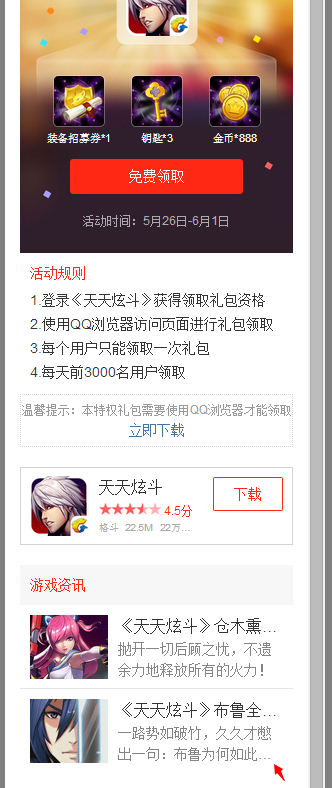 装备招募券*1 钥匙*3 金币*888
免费领取
活动时间：5月26日-6月1日
活动规则
1.登录《天天炫斗》获得领取礼包资格
2.使用QQ浏览器访问页面进行礼包领取
3.每个用户只能领取一次礼包
4.每天前3000名用户领取
温馨提示：本特权礼包需要使用QQ浏览器才能领取
立即下载
天天炫斗
4.5分
格斗 22.5M 22万...
下载
游戏资讯
《天天炫斗》仓木熏...
抛开一切后顾之忧，不遗
余力地释放所有的火力！
《天天炫斗》布鲁全...
一路势如破竹，久久才憋
出一句：布鲁为何如此...